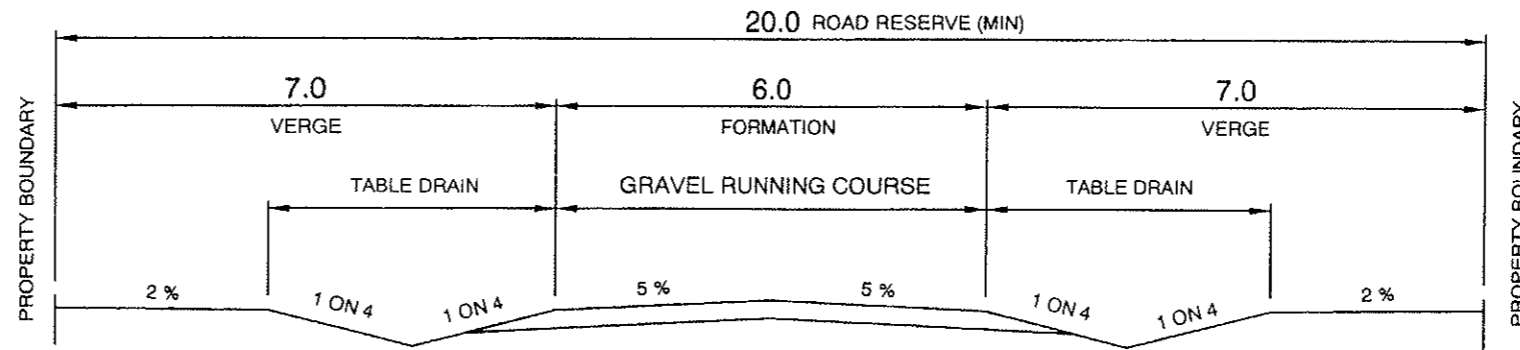 20.0 ROAD RESERVE (MIN)
7.0
6.0
7.0
VERGE
FORMATION
VERGE
PROPERTY BOUNDARY
PROPERTY BOUNDARY
TABLE DRAIN
GRAVEL RUNNING COURSE
TABLE DRAIN
2 %
1 ON 4
1 ON 4
5 %
5 %
1 ON 4
1 ON 4
2 %